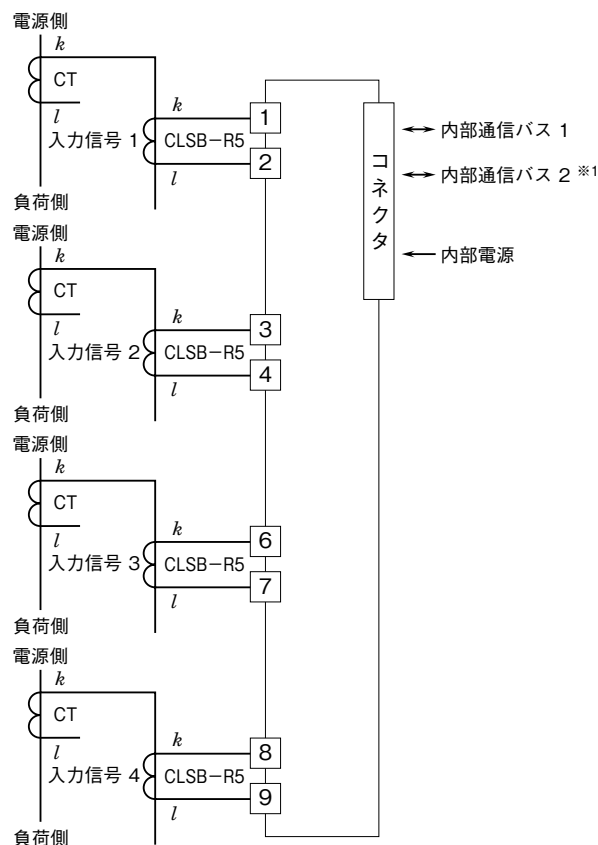 電源側
k
CT
l
入力信号 1
k
CLSB－R5
l
1
2
負荷側
電源側
k
CT
l
入力信号 2
k
CLSB－R5
l
3
4
負荷側
電源側
k
CT
l
入力信号 3
k
CLSB－R5
l
6
7
負荷側
電源側
k
CT
l
入力信号 4
k
CLSB－R5
l
8
9
負荷側
コネクタ
内部通信バス 1
内部通信バス 2 ※1
内部電源